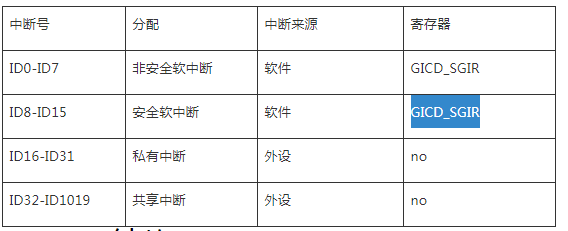 中断号 分配 中断来源 寄存器
ID0-ID7 非安全软中断 软件 GICD_SGIR
ID8-ID15 安全软中断 软件 GICD_SGIR
ID16-ID31 私有中断 外设 no
ID32-ID1019 共享中断 外设 no